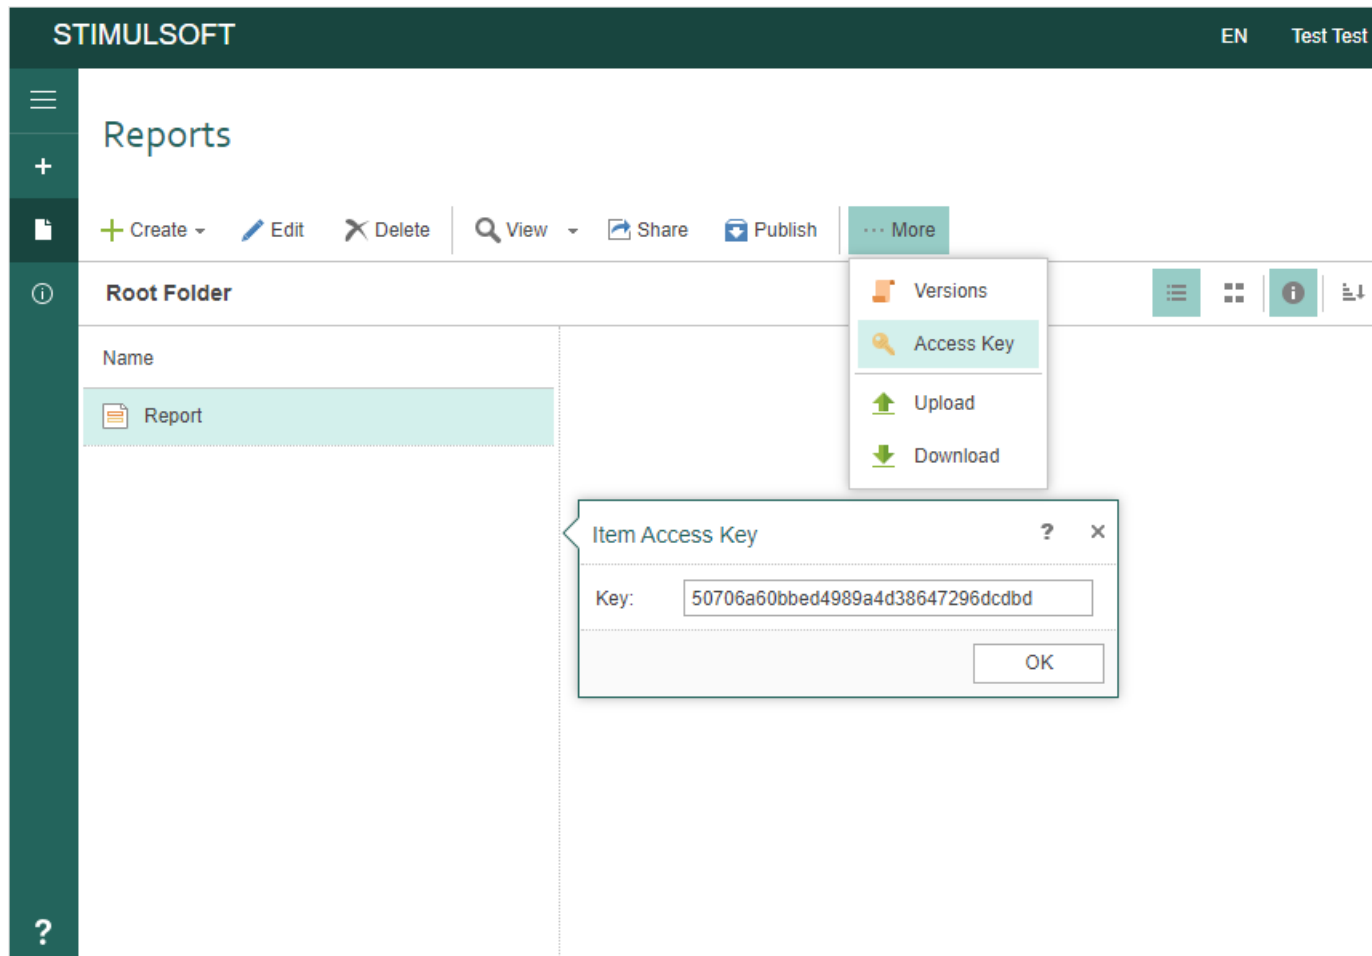 STIMULSOFT EN Test Test
Reports
Create Edit Delete View Share Publish ··· More
Root Folder
Versions
Access Key
Upload
Download
Name
Report
Item Access Key ? ×
Key: 50706a60bbed4989a4d38647296dcdbd
OK
?